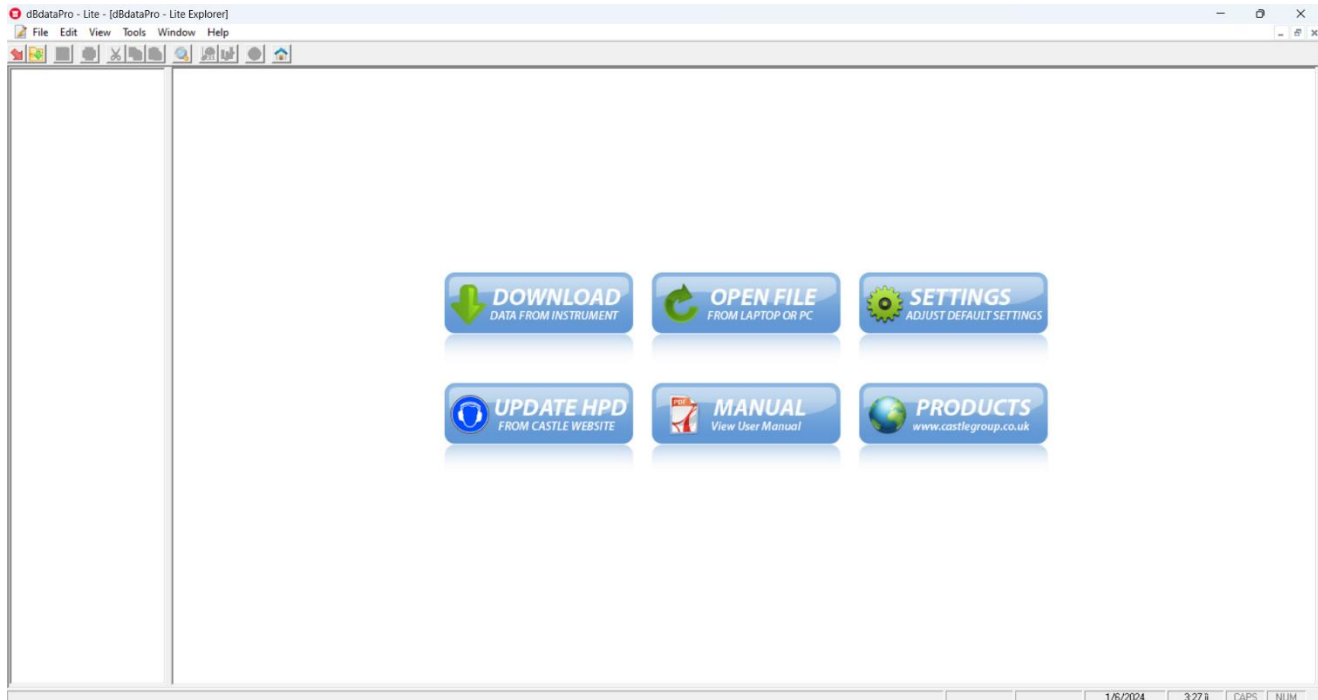 dBdataPro - Lite - [dBdataPro - Lite Explorer]
File Edit View Tools Window Help
DOWNLOAD
DATA FROM INSTRUMENT
OPEN FILE
FROM LAPTOP OR PC
SETTINGS
ADJUST DEFAULT SETTINGS
UPDATE HPD
FROM CASTLE WEBSITE
PDF
MANUAL
View User Manual
PRODUCTS
www.castlegroup.co.uk
1/6/2024 3:27 CAPS NUM